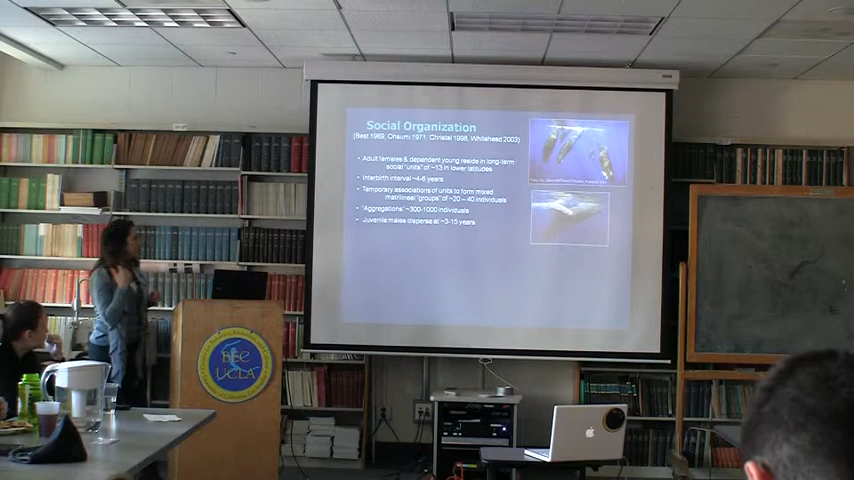 Social Organization
(Best 1969, Ohsumi 1971, Christal 1998, Whitehead 2003)
• Adult females & dependent young reside in long-term
social "units" of ~13 in lower latitudes
• Interbirth interval ~4-6 years
• Temporary associations of units to form mixed
matrilineal "groups" of ~20 – 40 individuals
• "Aggregations" ~300-1000 individuals
• Juvenile males disperse at ~3-15 years
BEC
UCLA